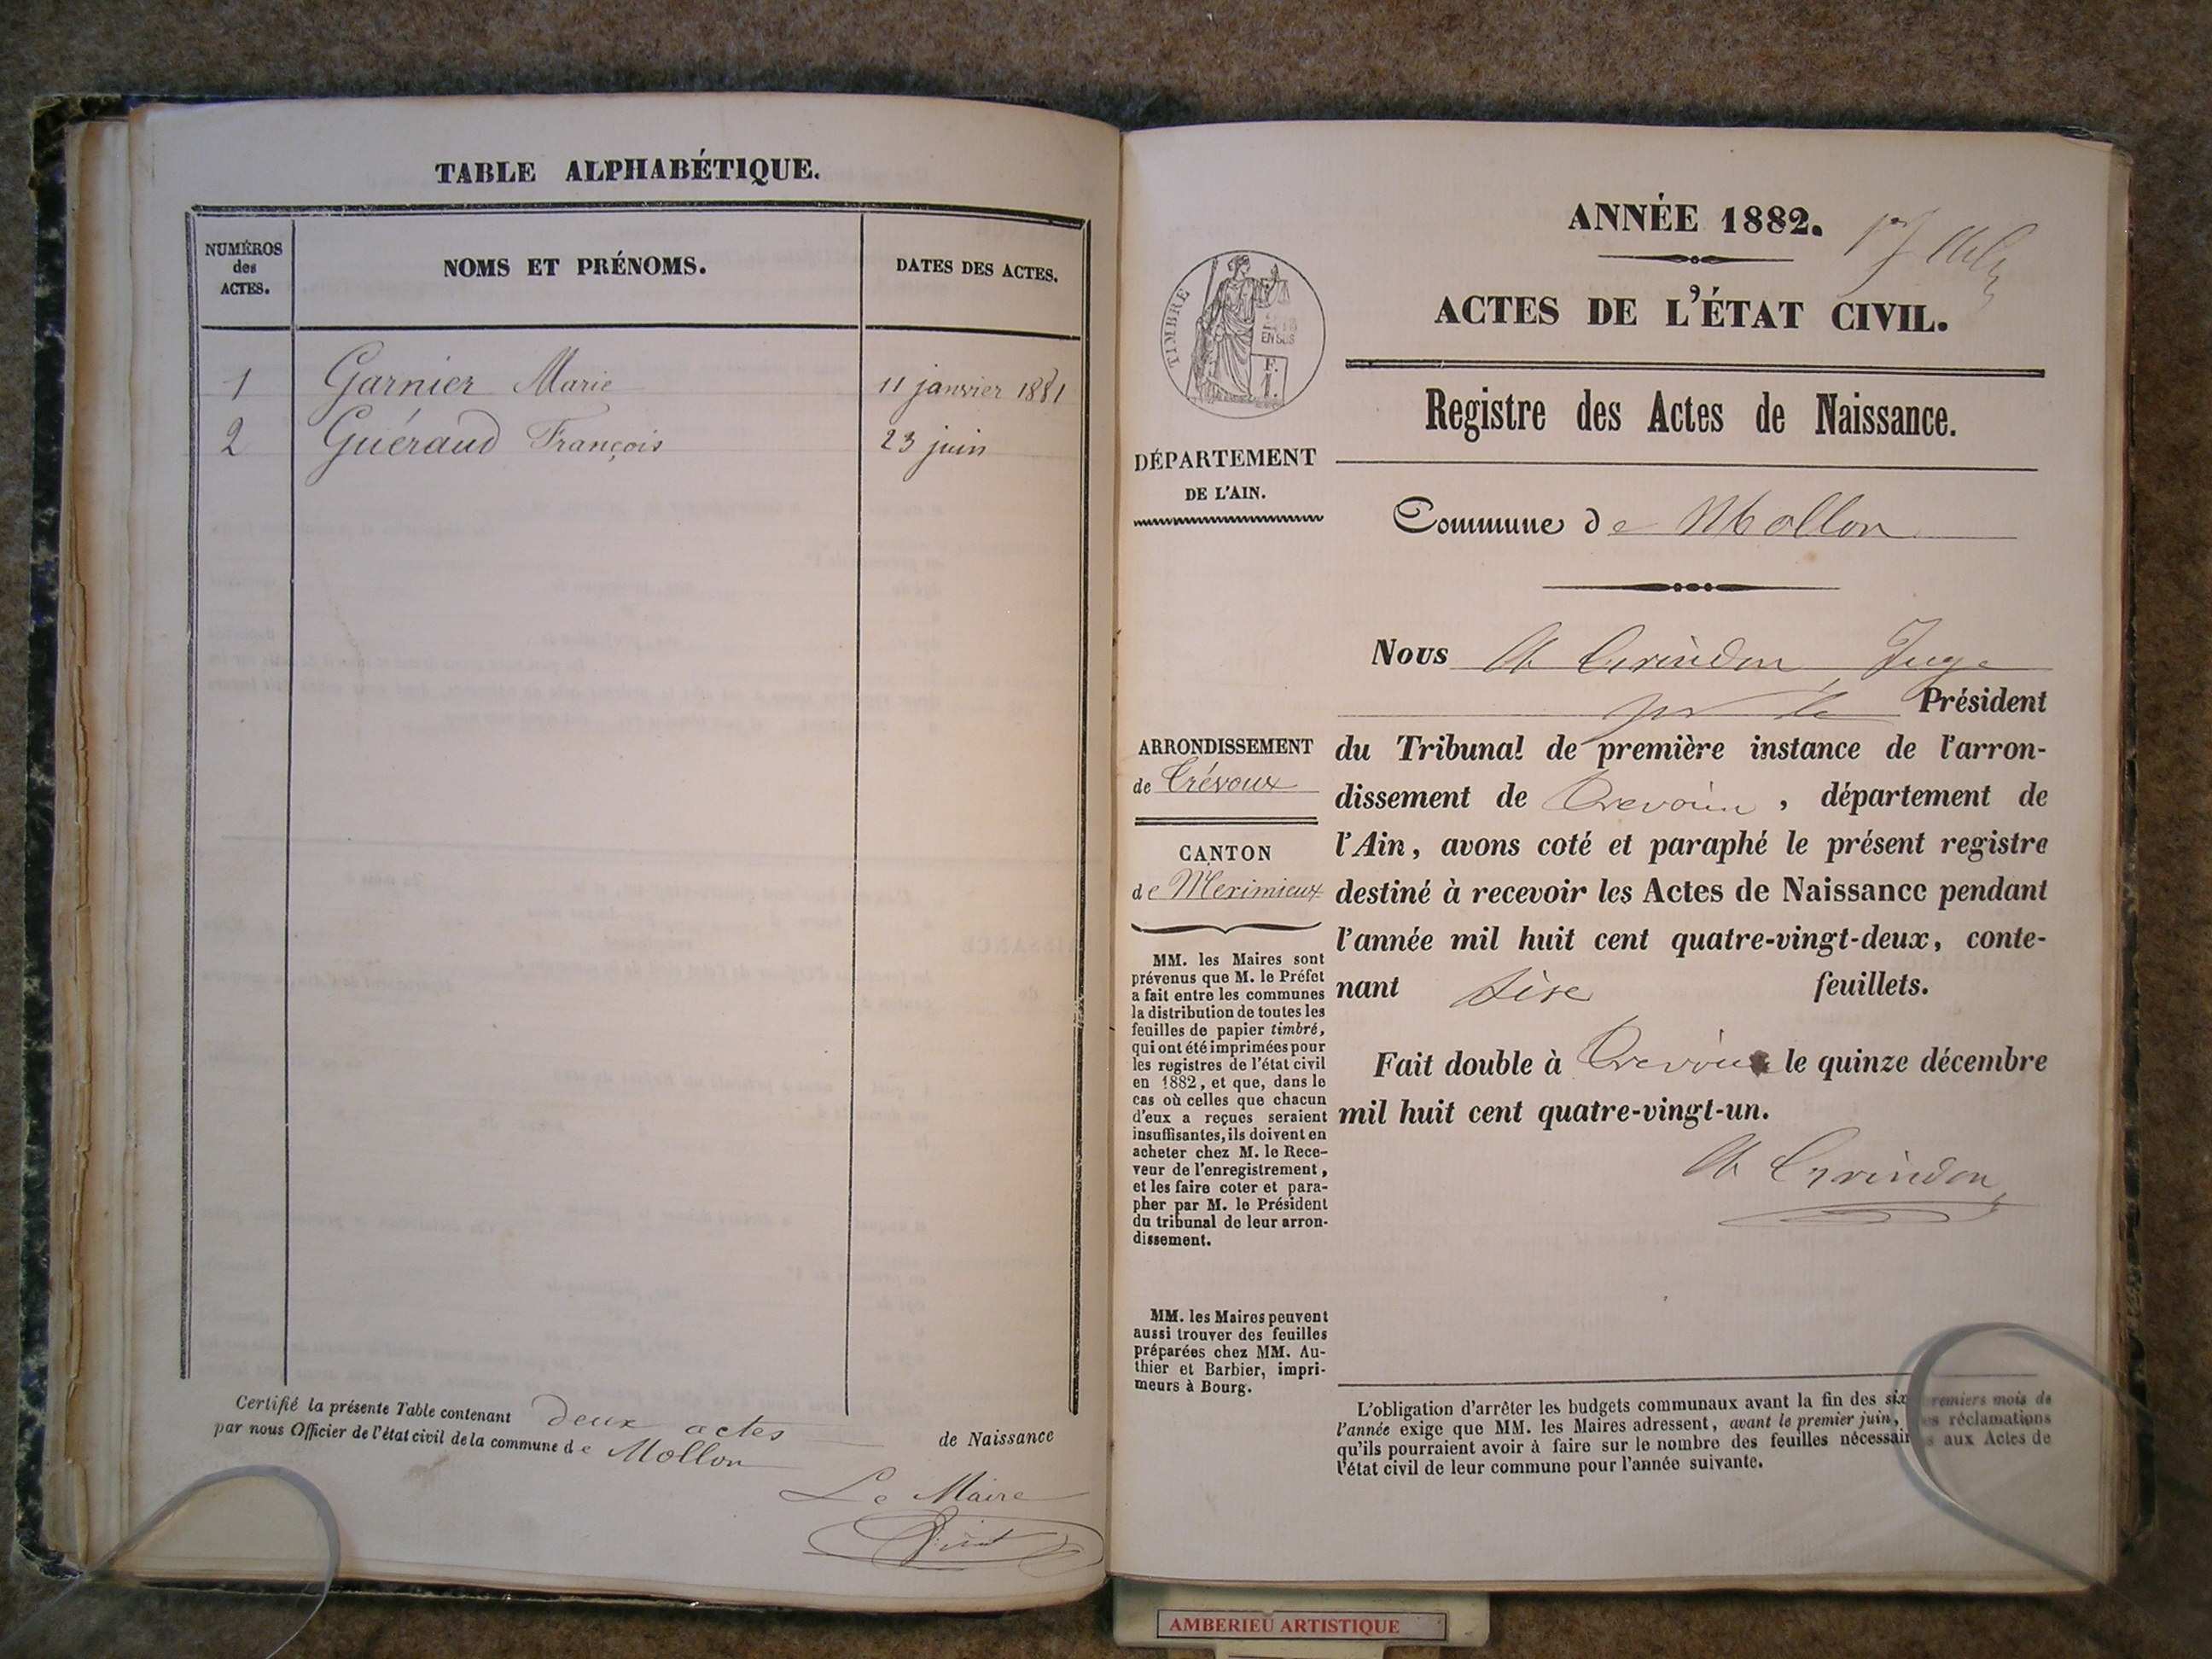 TABLE ALPHABÉTIQUE.
NUMÉROS
des
ACTES.
NOMS ET PRÉNOMS.
DATES DES ACTES.
1 Garnier Marie 11 janvier 1881
2 Guéraud François 23 juin
Certifié la présente Table contenant deux actes de Naissance
par nous Officier de l'état civil de la commune de Mollon
Le Maire
ANNÉE 1882.
ACTES DE L'ÉTAT CIVIL.
TIMBRE
EN SUS
Registre des Actes de Naissance.
DÉPARTEMENT
DE L'AIN.
Commune de Mollon
ARRONDISSEMENT
de Trévoux
CANTON
de Meximieux
MM. les Maires sont
prévenus que M. le Préfet
a fait entre les communes
la distribution de toutes les
feuilles de papier timbré,
qui ont été imprimées pour
les registres de l'état civil
en 1882, et que, dans le
cas où celles que chacun
d'eux a reçues seraient
insuffisantes, ils doivent en
acheter chez M. le Rece-
veur de l'enregistrement,
et les faire coter et para-
pher par M. le Président
du tribunal de leur arron-
dissement.
MM. les Maires peuvent
aussi trouver des feuilles
préparées chez MM. Au-
thier et Barbier, impri-
meurs à Bourg.
Nous Grindon, Juge
pr le Président
du Tribunal de première instance de l'arron-
dissement de Trevoux, département de
l'Ain, avons coté et paraphé le présent registre
destiné à recevoir les Actes de Naissance pendant
l'année mil huit cent quatre-vingt-deux, conte-
nant feuillets.
Fait double à Trevoux le quinze décembre
mil huit cent quatre-vingt-un.
Grindon
L'obligation d'arrêter les budgets communaux avant la fin des six premiers mois de
l'année exige que MM. les Maires adressent, avant le premier juin, les réclamations
qu'ils pourraient avoir à faire sur le nombre des feuilles nécessaires aux Actes de
l'état civil de leur commune pour l'année suivante.
AMBERIEU ARTISTIQUE